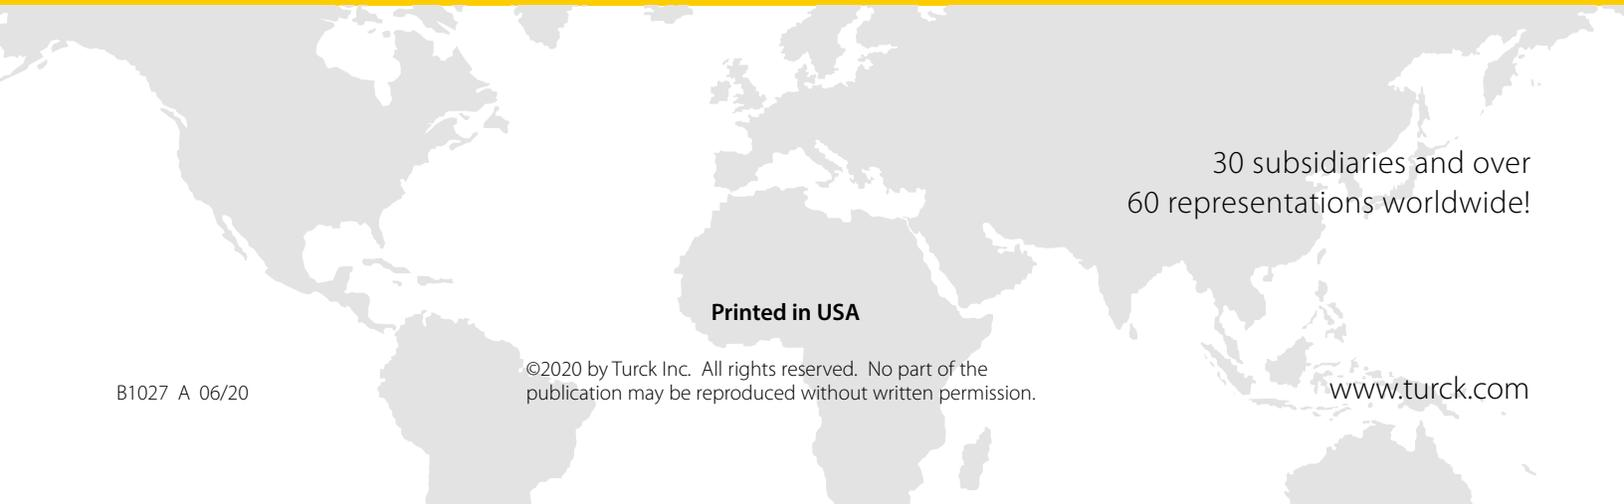 30 subsidiaries and over
60 representations worldwide!
Printed in USA
©2020 by Turck Inc.  All rights reserved.  No part of the
publication may be reproduced without written permission.
B1027  A  06/20
www.turck.com